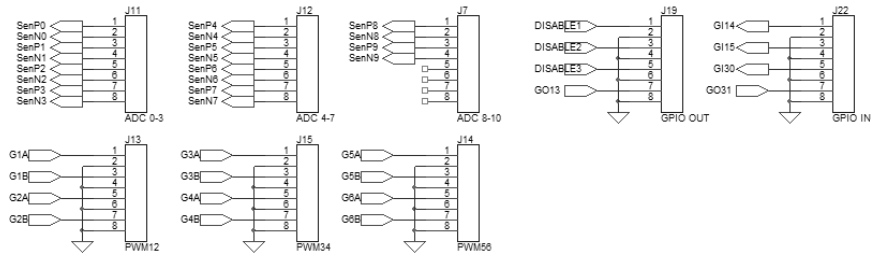 J11
SenP0 1
SenN0 2
SenP1 3
SenN1 4
SenP2 5
SenN2 6
SenP3 7
SenN3 8
ADC 0-3
J12
SenP4 1
SenN4 2
SenP5 3
SenN5 4
SenP6 5
SenN6 6
SenP7 7
SenN7 8
ADC 4-7
J7
SenP8 1
SenN8 2
SenP9 3
SenN9 4
5
6
7
8
ADC 8-10
J19
DISABLE1 1
2
DISABLE2 3
4
DISABLE3 5
6
GO13 7
8
GPIO OUT
J22
GI14 1
2
GI15 3
4
GI30 5
6
GO31 7
8
GPIO IN
J13
G1A 1
2
G1B 3
4
G2A 5
6
G2B 7
8
PWM12
J15
G3A 1
2
G3B 3
4
G4A 5
6
G4B 7
8
PWM34
J14
G5A 1
2
G5B 3
4
G6A 5
6
G6B 7
8
PWM56